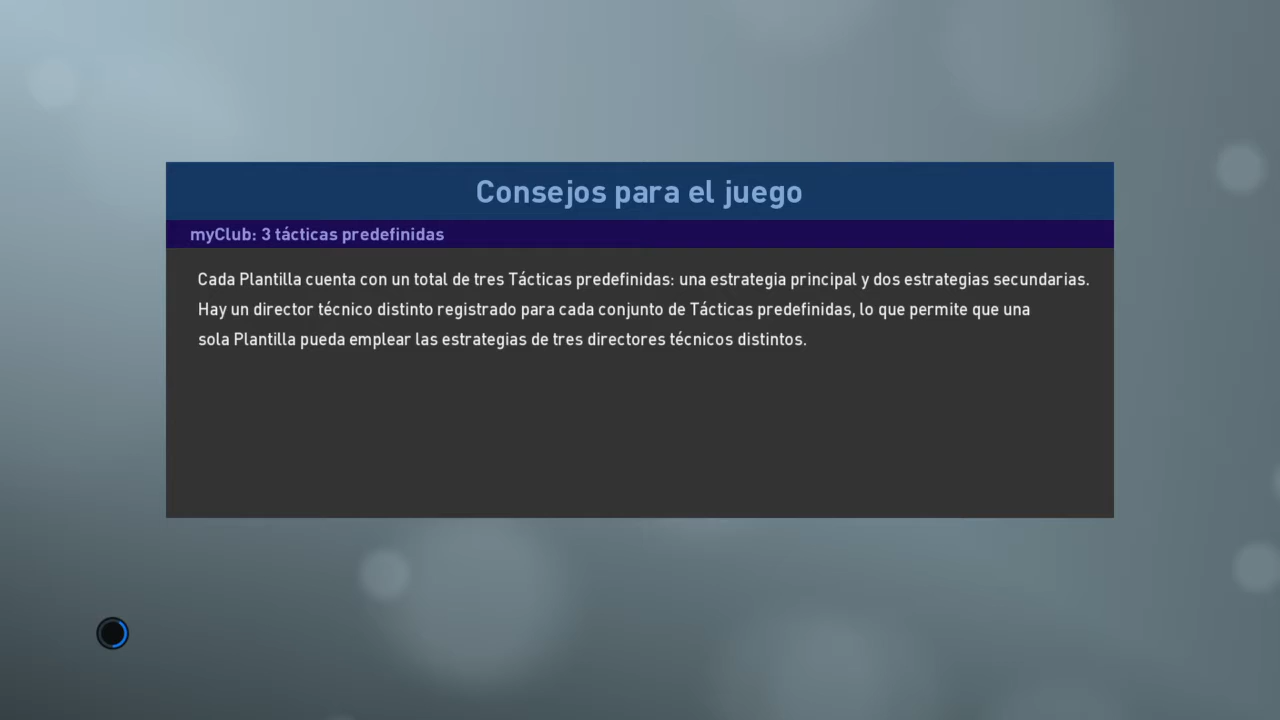 Consejos para el juego
myClub: 3 tácticas predefinidas
Cada Plantilla cuenta con un total de tres Tácticas predefinidas: una estrategia principal y dos estrategias secundarias.
Hay un director técnico distinto registrado para cada conjunto de Tácticas predefinidas, lo que permite que una
sola Plantilla pueda emplear las estrategias de tres directores técnicos distintos.